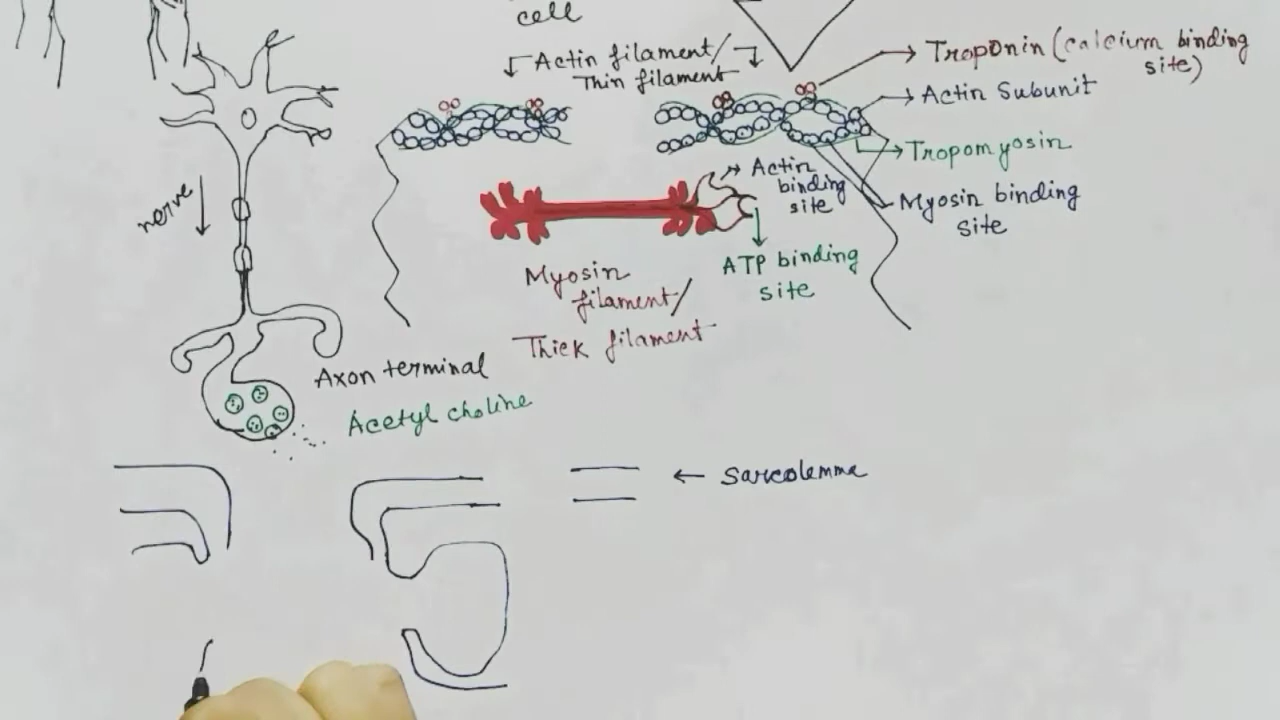 cell
Actin filament/
Thin filament
Troponin (calcium binding
site)
Actin Subunit
Tropomyosin
Myosin binding
site
Actin
binding
site
ATP binding
site
Myosin
filament/
Thick filament
nerve
Axon terminal
Acetyl choline
Sarcolemma